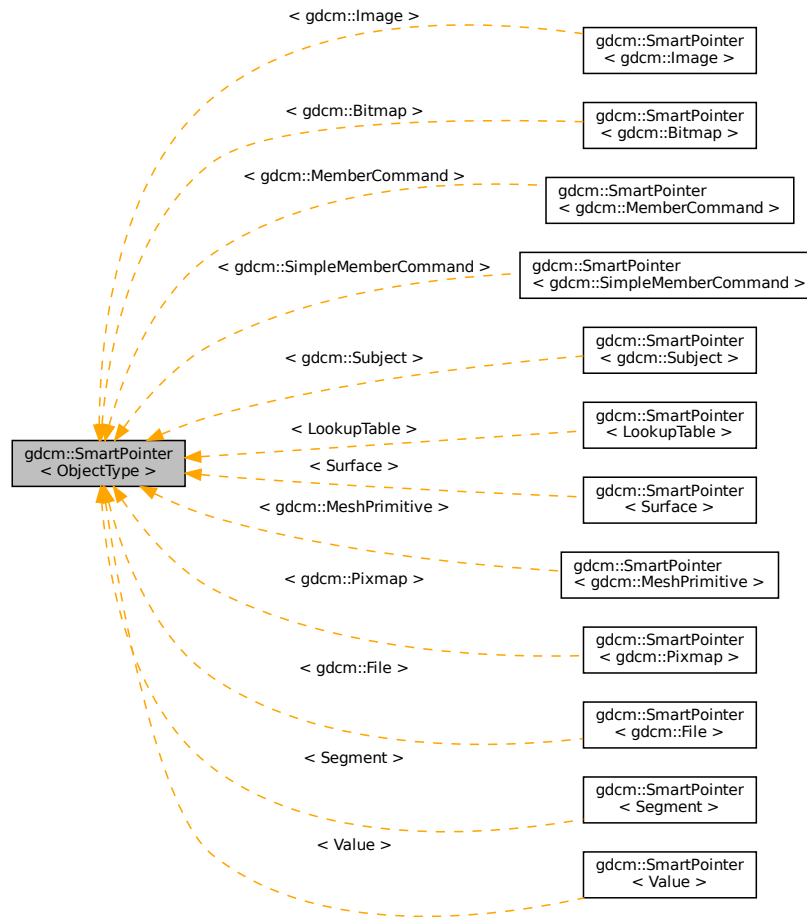 < gdcm::Image >
gdcm::SmartPointer
< gdcm::Image >
< gdcm::Bitmap >
gdcm::SmartPointer
< gdcm::Bitmap >
< gdcm::MemberCommand >
gdcm::SmartPointer
< gdcm::MemberCommand >
< gdcm::SimpleMemberCommand >
gdcm::SmartPointer
< gdcm::SimpleMemberCommand >
< gdcm::Subject >
gdcm::SmartPointer
< gdcm::Subject >
< LookupTable >
gdcm::SmartPointer
< LookupTable >
gdcm::SmartPointer
< ObjectType >
< Surface >
gdcm::SmartPointer
< Surface >
< gdcm::MeshPrimitive >
gdcm::SmartPointer
< gdcm::MeshPrimitive >
< gdcm::Pixmap >
gdcm::SmartPointer
< gdcm::Pixmap >
< gdcm::File >
gdcm::SmartPointer
< gdcm::File >
< Segment >
gdcm::SmartPointer
< Segment >
< Value >
gdcm::SmartPointer
< Value >